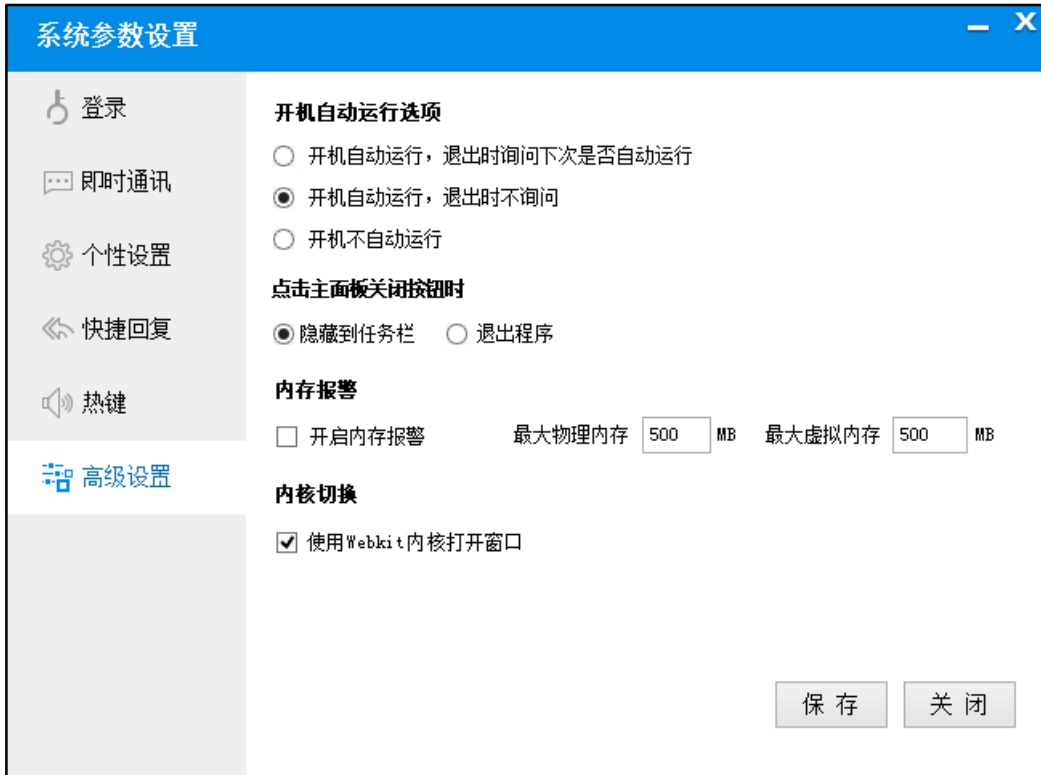 系统参数设置
登录
即时通讯
个性设置
快捷回复
热键
高级设置
开机自动运行选项
开机自动运行，退出时询问下次是否自动运行
开机自动运行，退出时不询问
开机不自动运行
点击主面板关闭按钮时
隐藏到任务栏 退出程序
内存报警
开启内存报警 最大物理内存 500 MB 最大虚拟内存 500 MB
内核切换
使用Webkit内核打开窗口
保存 关闭